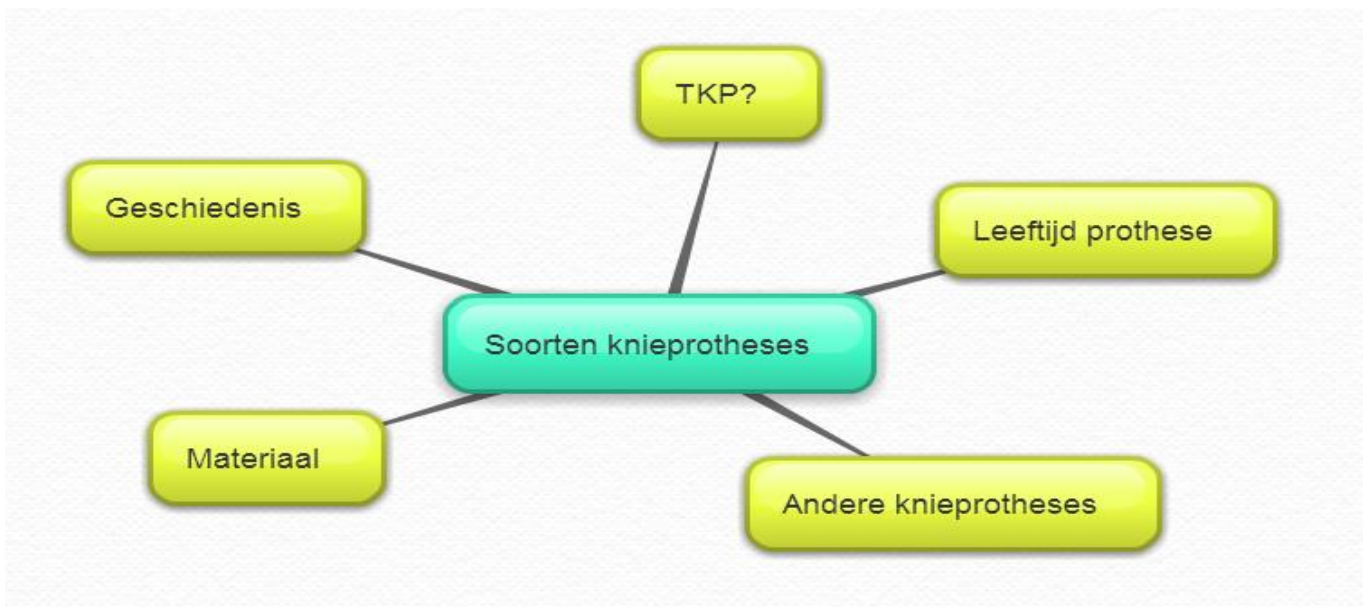 TKP?
Geschiedenis
Leeftijd prothese
Soorten knieprotheses
Materiaal
Andere knieprotheses